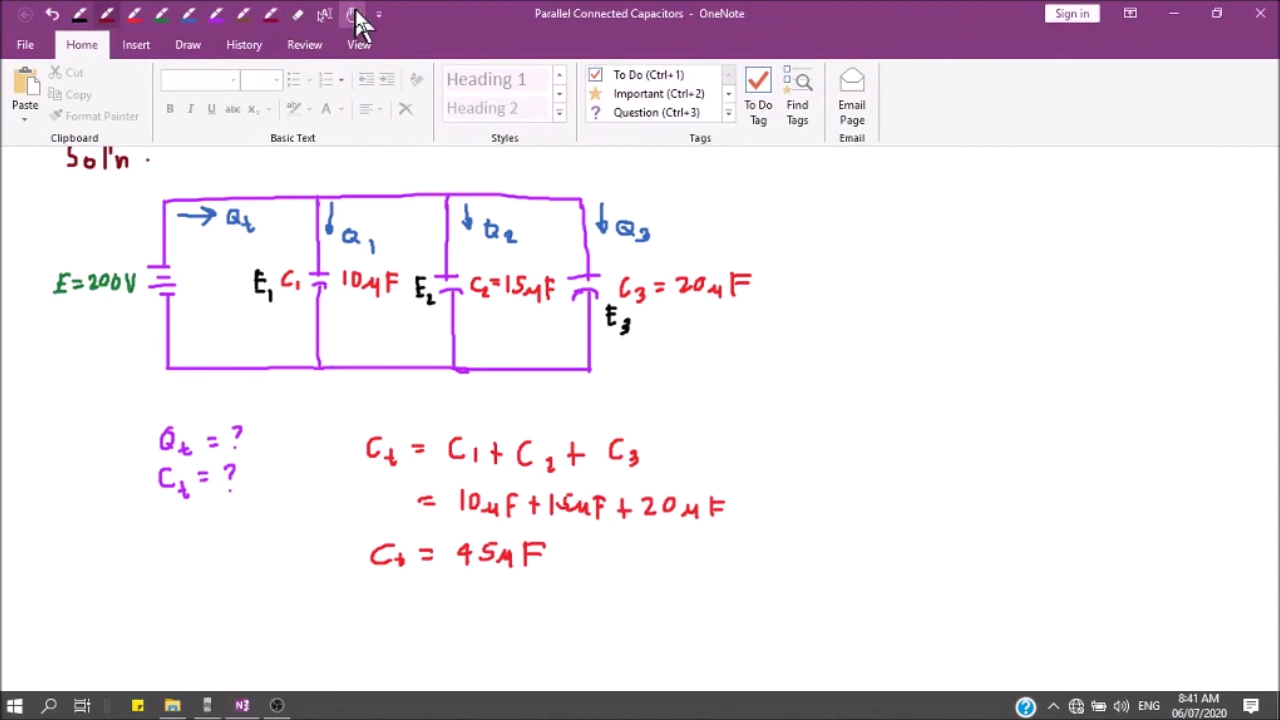 Parallel Connected Capacitors - OneNote
Sign in
File Home Insert Draw History Review View
Paste
Cut
Copy
Format Painter
Clipboard
B I U abc X₁ A
Basic Text
Heading 1
Heading 2
Styles
To Do (Ctrl+1)
Important (Ctrl+2)
Question (Ctrl+3)
To Do Tag
Find Tags
Tags
Email Page
Email
Sol'n
→ Qt
↓ Q1
↓ Q2
↓ Q3
E=200V
E1 C1 10μF
E2 C2=15μF
C3 = 20μF
E3
Qt = ?
Ct = ?
Ct = C1 + C2 + C3
= 10μF + 15μF + 20μF
Ct = 45μF
ENG
8:41 AM
06/07/2020